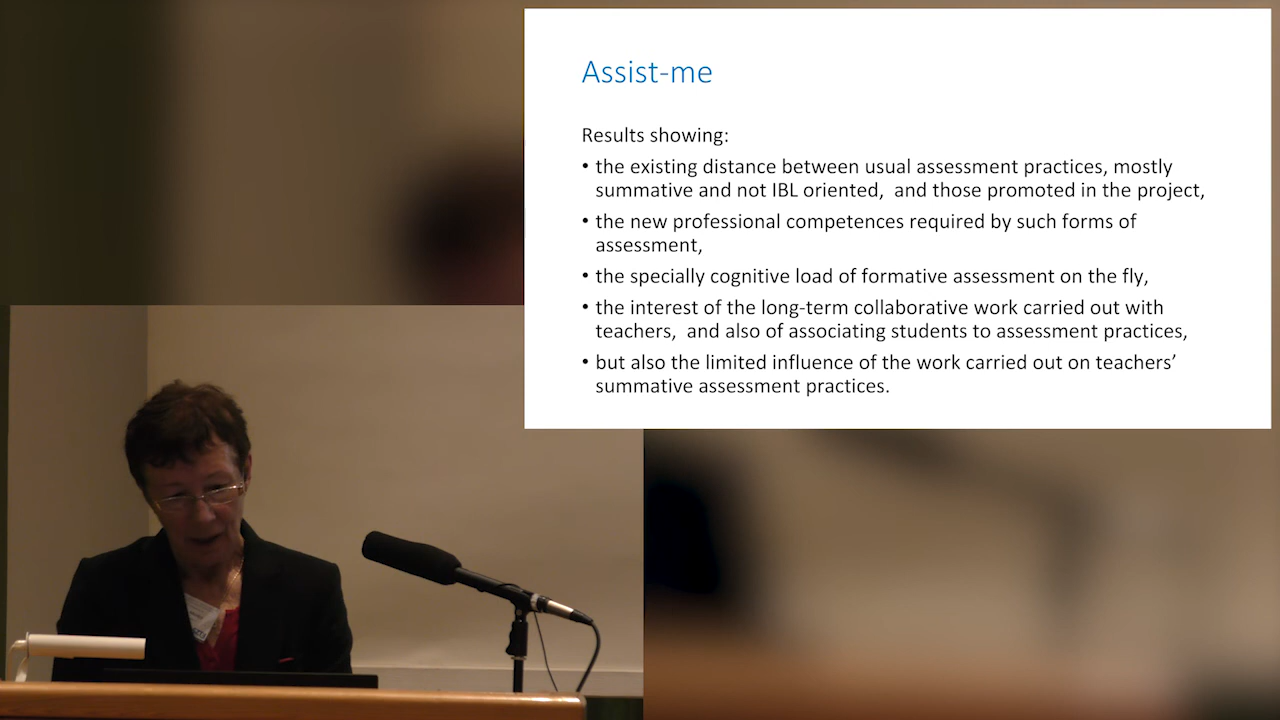 Assist-me
Results showing:
• the existing distance between usual assessment practices, mostly
summative and not IBL oriented,  and those promoted in the project,
• the new professional competences required by such forms of
assessment,
• the specially cognitive load of formative assessment on the fly,
• the interest of the long-term collaborative work carried out with
teachers,  and also of associating students to assessment practices,
• but also the limited influence of the work carried out on teachers’
summative assessment practices.